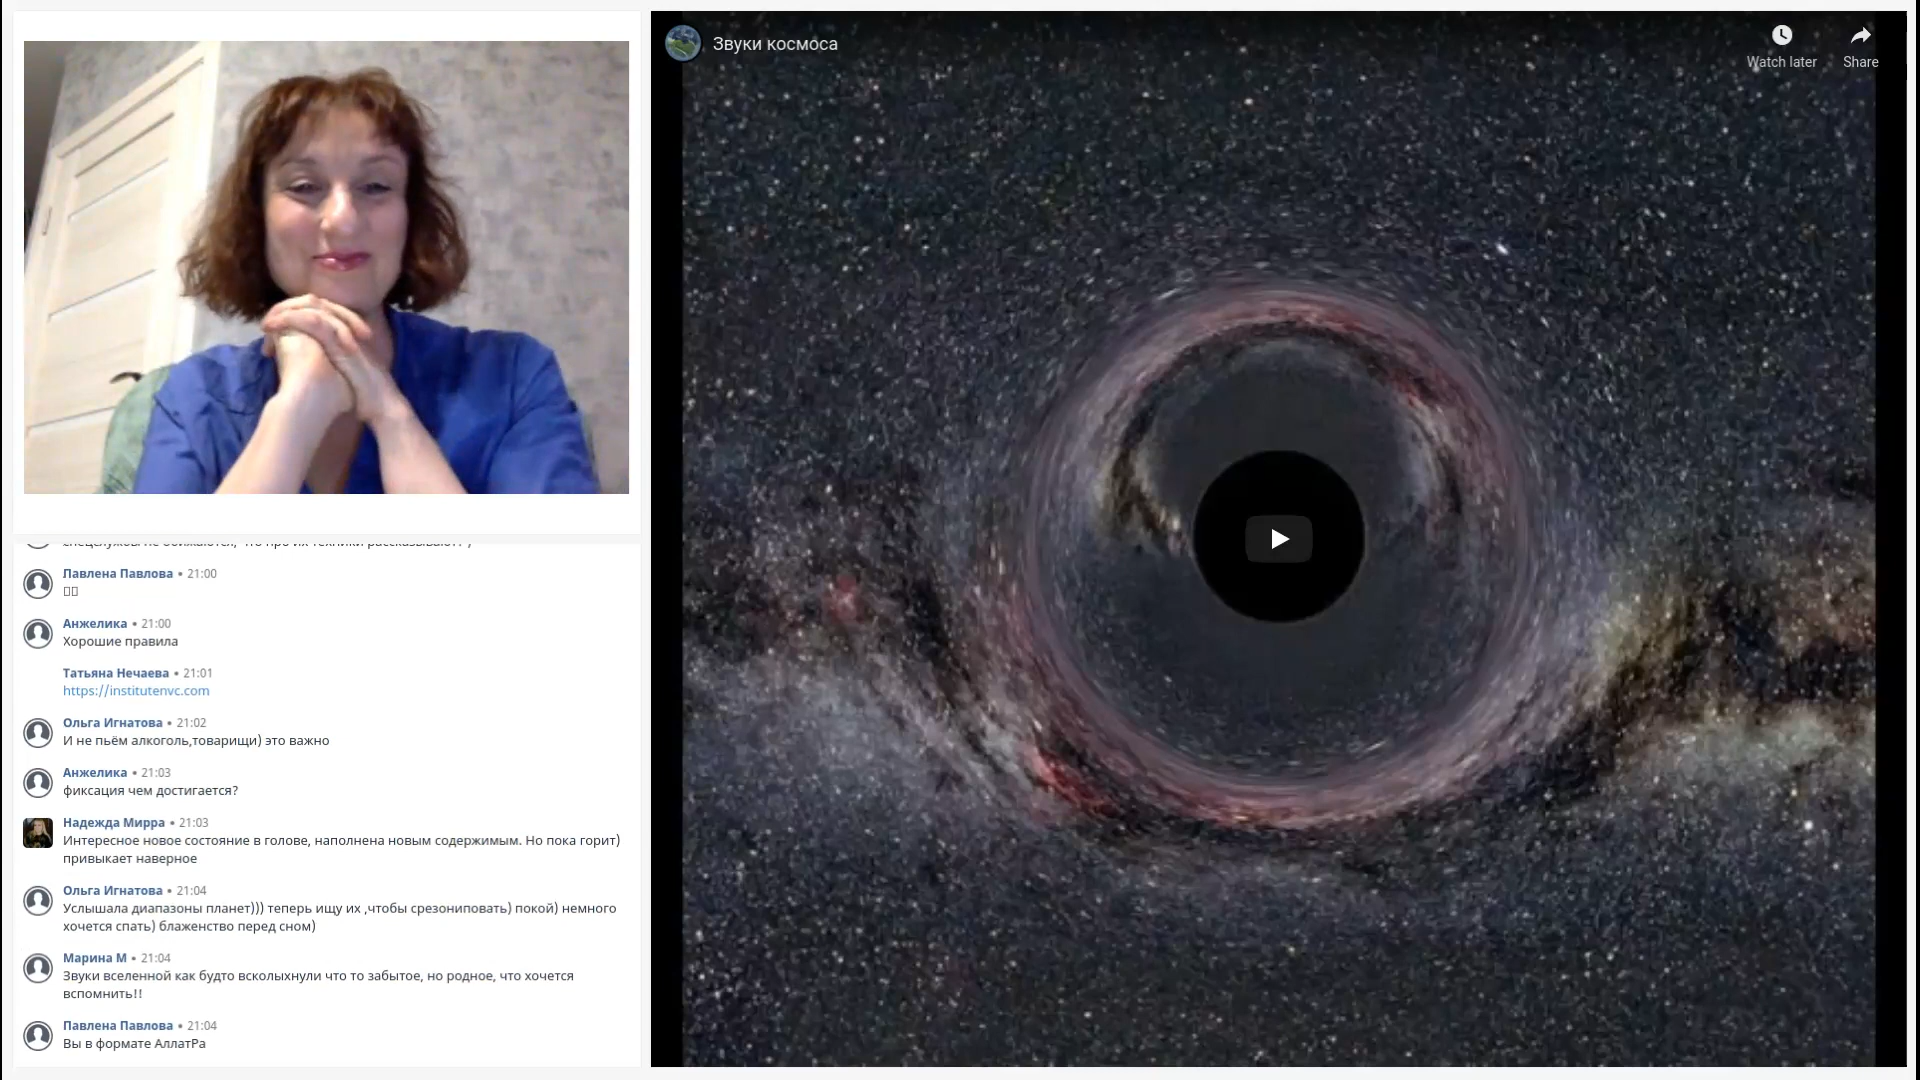 Звуки космоса
Watch later
Share
Павлена Павлова • 21:00
Анжелика • 21:00
Хорошие правила
Татьяна Нечаева • 21:01
https://institutenvc.com
Ольга Игнатова • 21:02
И не пьём алкоголь,товарищи) это важно
Анжелика • 21:03
фиксация чем достигается?
Надежда Мирра • 21:03
Интересное новое состояние в голове, наполнена новым содержимым. Но пока горит)
привыкает наверное
Ольга Игнатова • 21:04
Услышала диапазоны планет))) теперь ищу их ,чтобы срезониповать) покой) немного
хочется спать) блаженство перед сном)
Марина М • 21:04
Звуки вселенной как будто всколыхнули что то забытое, но родное, что хочется
вспомнить!!
Павлена Павлова • 21:04
Вы в формате АллатРа